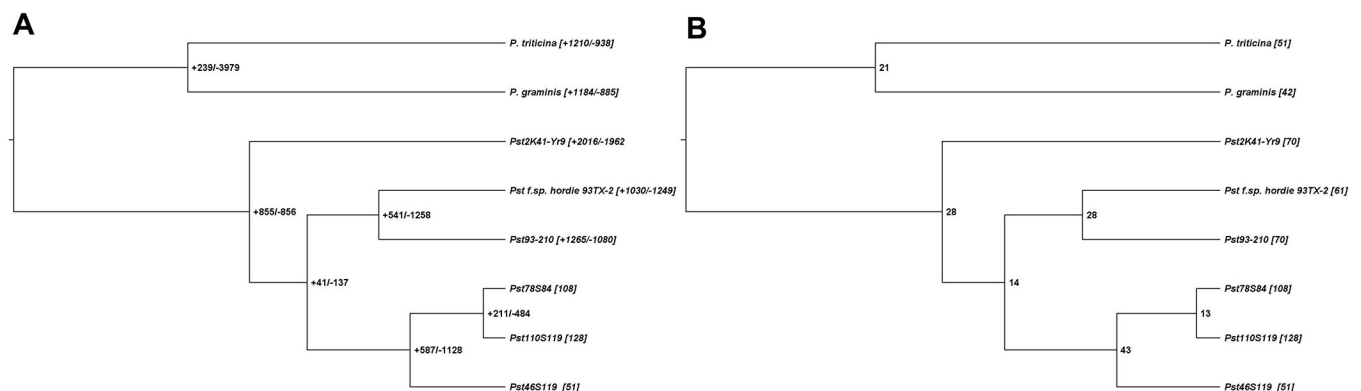 A
P. triticina [+1210/-938]
+239/-3979
P. graminis [+1184/-885]
Pst2K41-Yr9 [+2016/-1962
Pst f.sp. hordie 93TX-2 [+1030/-1249]
+855/-856
+541/-1258
Pst93-210 [+1265/-1080]
+41/-137
Pst78S84 [108]
+211/-484
Pst110S119 [128]
+587/-1128
Pst46S119 [51]
B
P. triticina [51]
21
P. graminis [42]
Pst2K41-Yr9 [70]
Pst f.sp. hordie 93TX-2 [61]
28
28
Pst93-210 [70]
14
Pst78S84 [108]
13
Pst110S119 [128]
43
Pst46S119 [51]